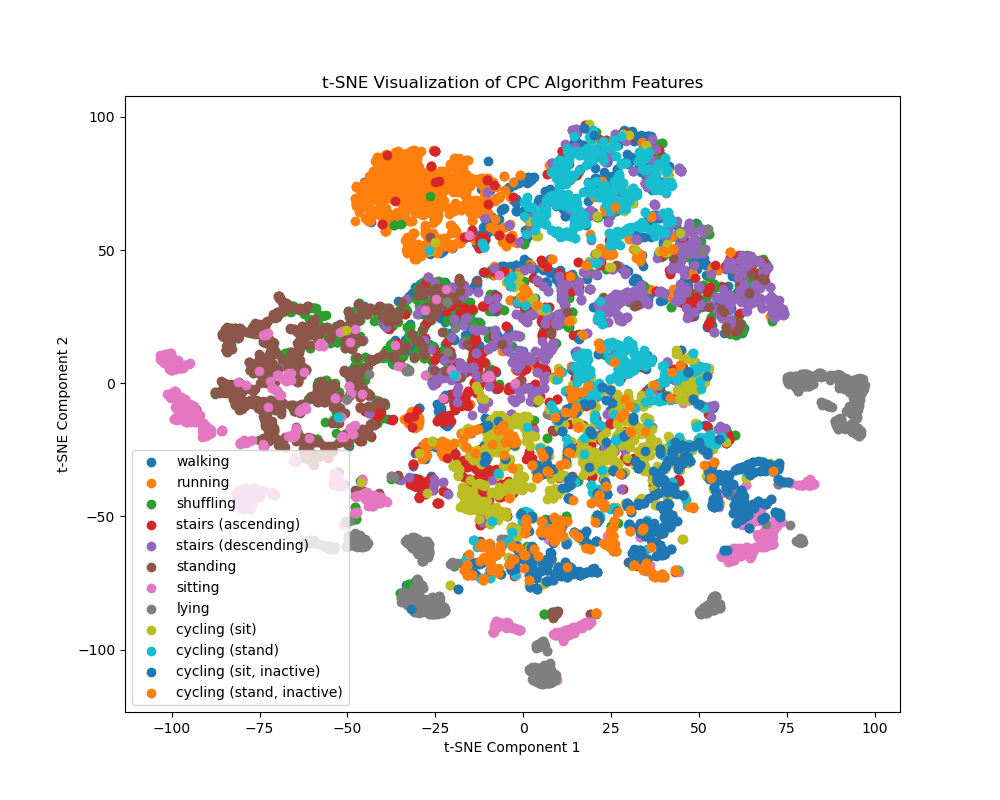 t-SNE Visualization of CPC Algorithm Features
t-SNE Component 2
100
50
0
−50
−100
walking
running
shuffling
stairs (ascending)
stairs (descending)
standing
sitting
lying
cycling (sit)
cycling (stand)
cycling (sit, inactive)
cycling (stand, inactive)
−100
−75
−50
−25
0
25
50
75
100
t-SNE Component 1